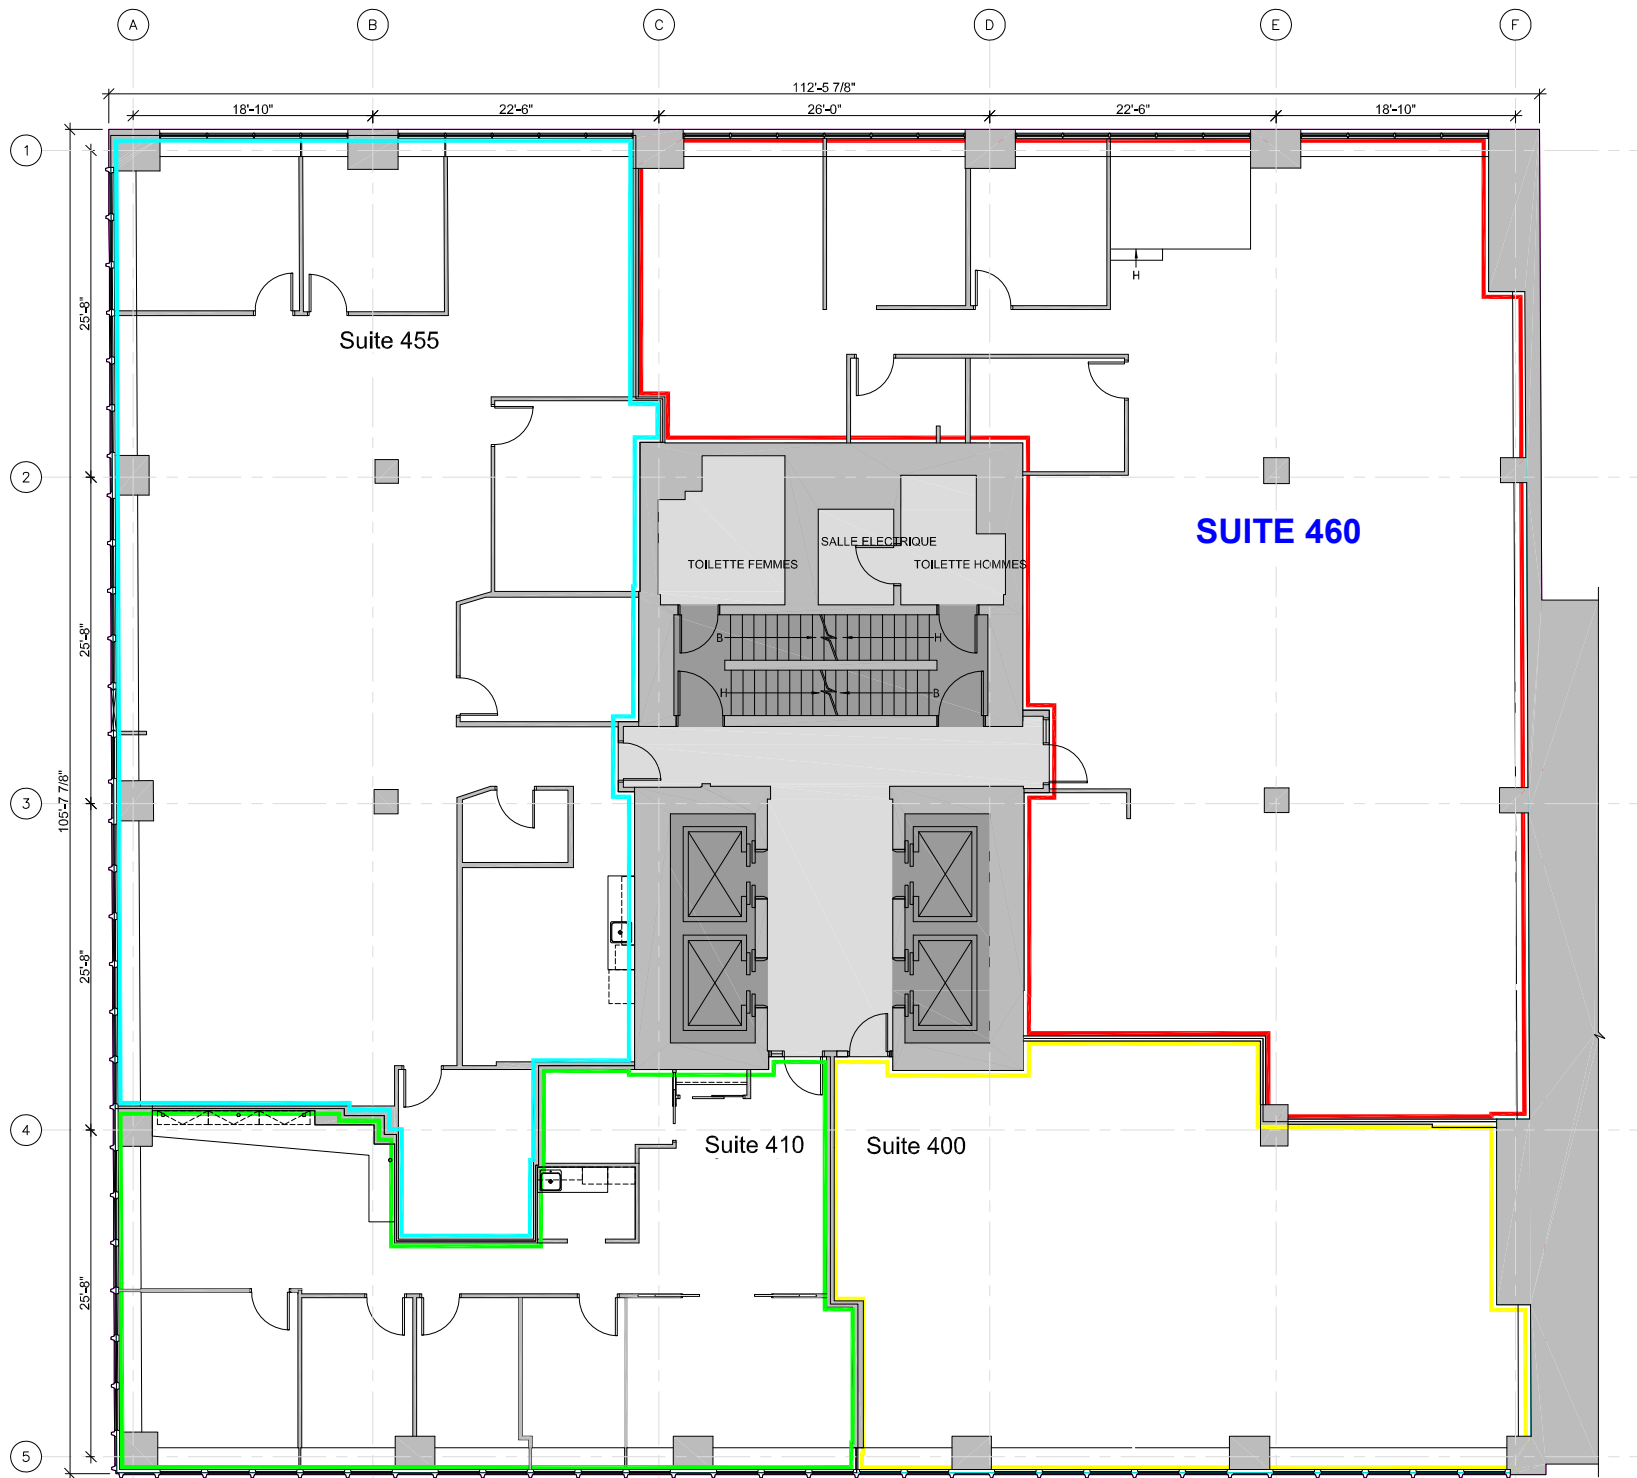 A B C D E F
112'-5 7/8"
18'-10" 22'-6" 26'-0" 22'-6" 18'-10"
1
H
25'-8"
Suite 455
2
SUITE 460
SALLE ELECTRIQUE
TOILETTE FEMMES TOILETTE HOMMES
B H
25'-8"
H B
105'-7 7/8"
3
25'-8"
4
Suite 410 Suite 400
25'-8"
5